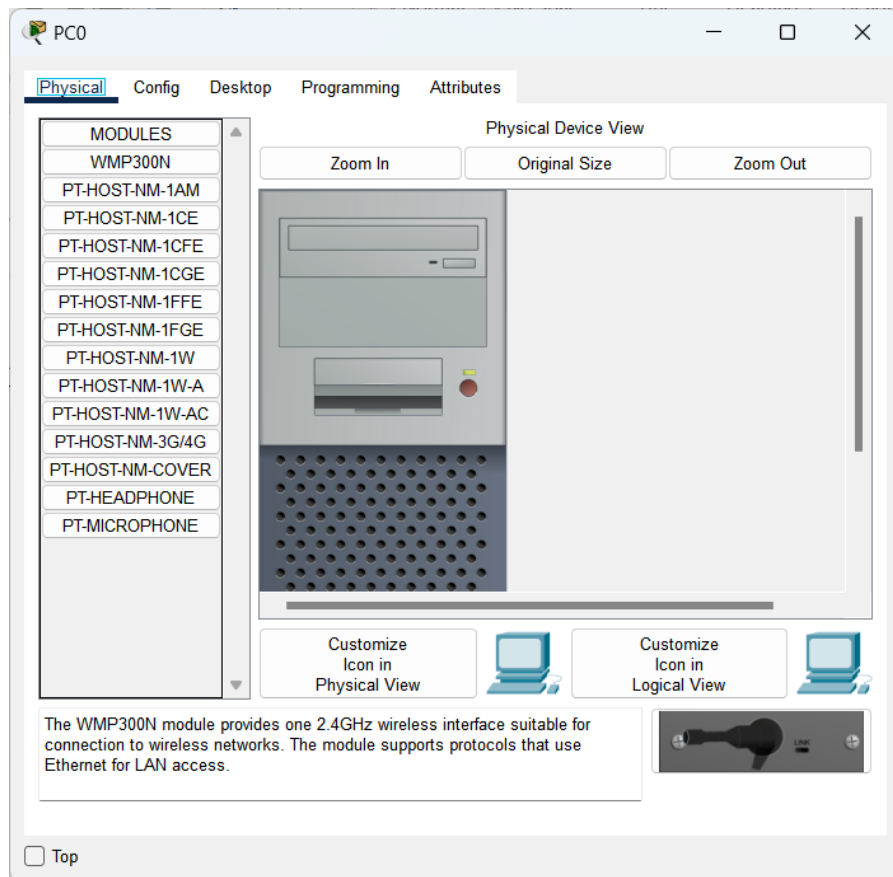 PC0
Physical Config Desktop Programming Attributes
MODULES
WMP300N
PT-HOST-NM-1AM
PT-HOST-NM-1CE
PT-HOST-NM-1CFE
PT-HOST-NM-1CGE
PT-HOST-NM-1FFE
PT-HOST-NM-1FGE
PT-HOST-NM-1W
PT-HOST-NM-1W-A
PT-HOST-NM-1W-AC
PT-HOST-NM-3G/4G
PT-HOST-NM-COVER
PT-HEADPHONE
PT-MICROPHONE
Physical Device View
Zoom In Original Size Zoom Out
Customize
Icon in
Physical View
Customize
Icon in
Logical View
The WMP300N module provides one 2.4GHz wireless interface suitable for
connection to wireless networks. The module supports protocols that use
Ethernet for LAN access.
LINK
Top